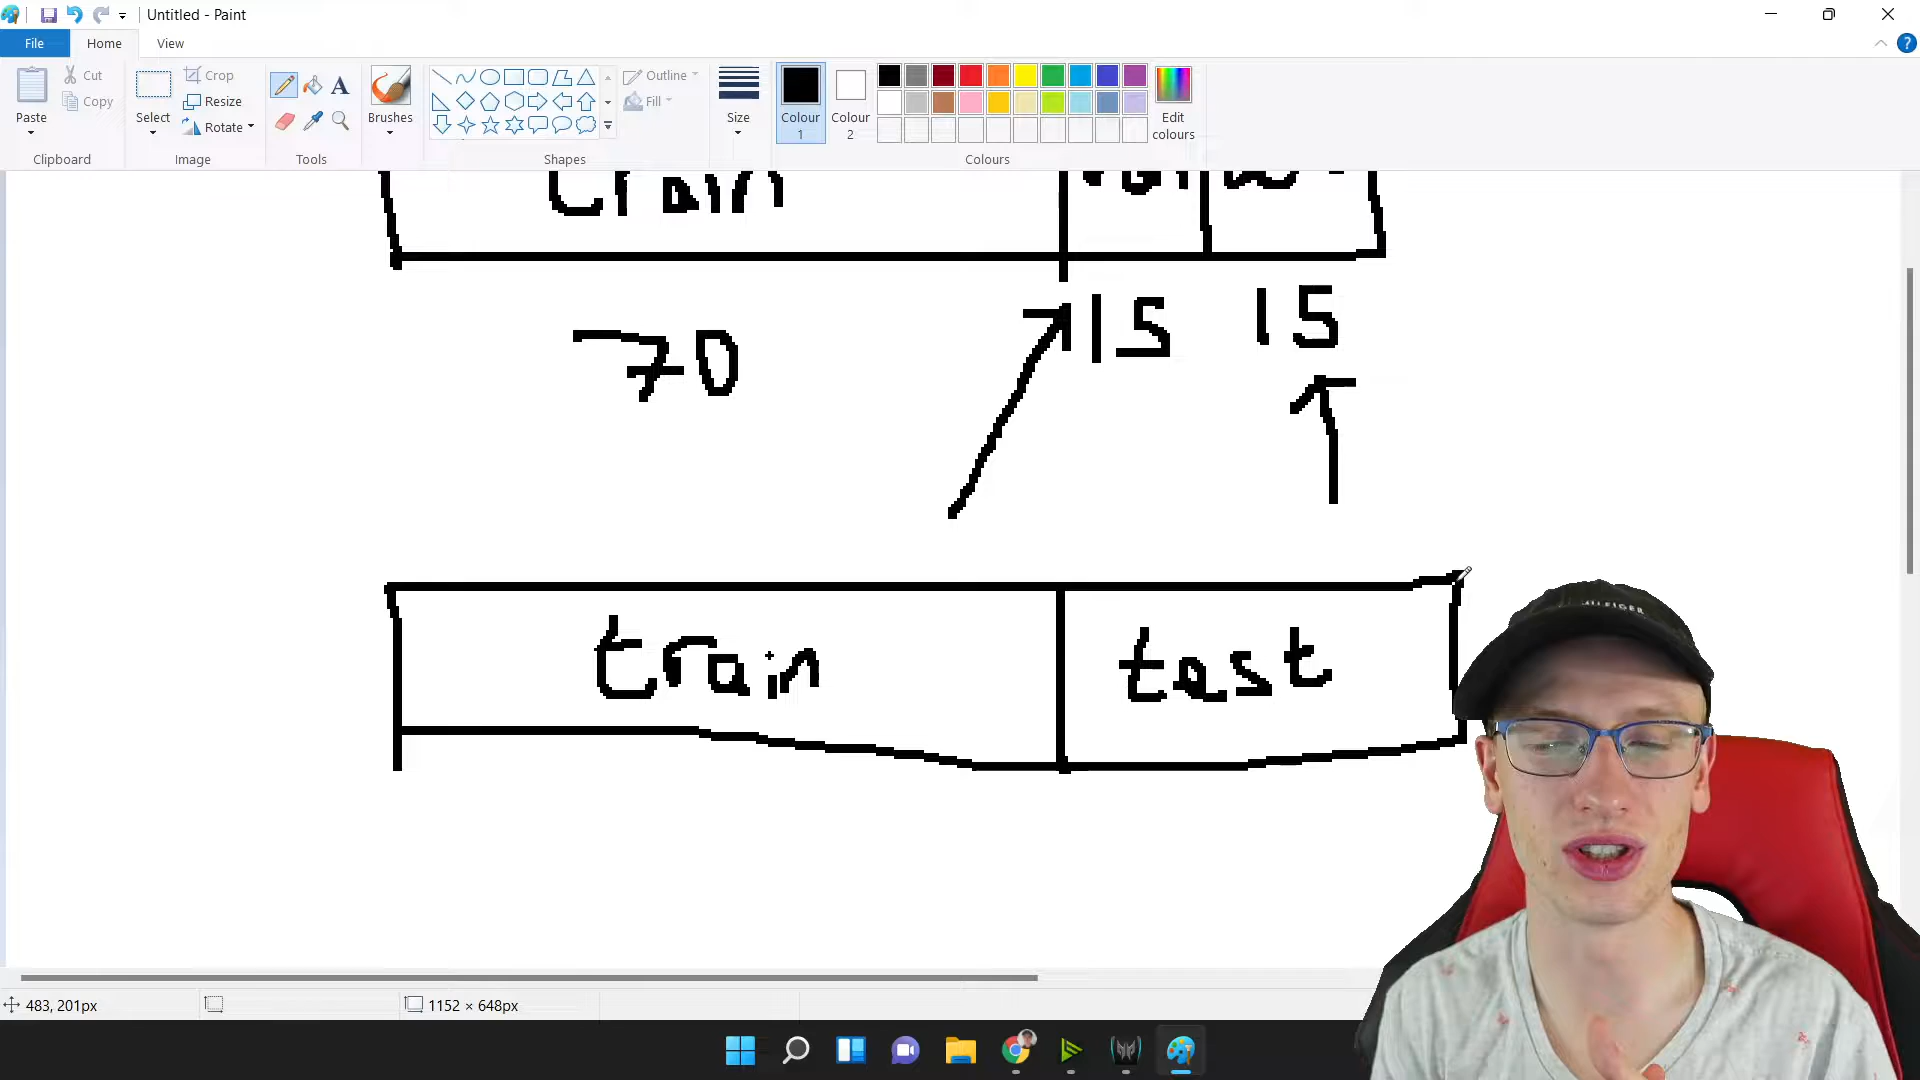 Untitled - Paint
File Home View
Paste Cut Copy Select Crop Resize Rotate Brushes Outline Fill Size Colour 1 Colour 2 Edit colours
Clipboard Image Tools Shapes Colours
train
70 15 15
train test
483, 201px 1152 × 648px